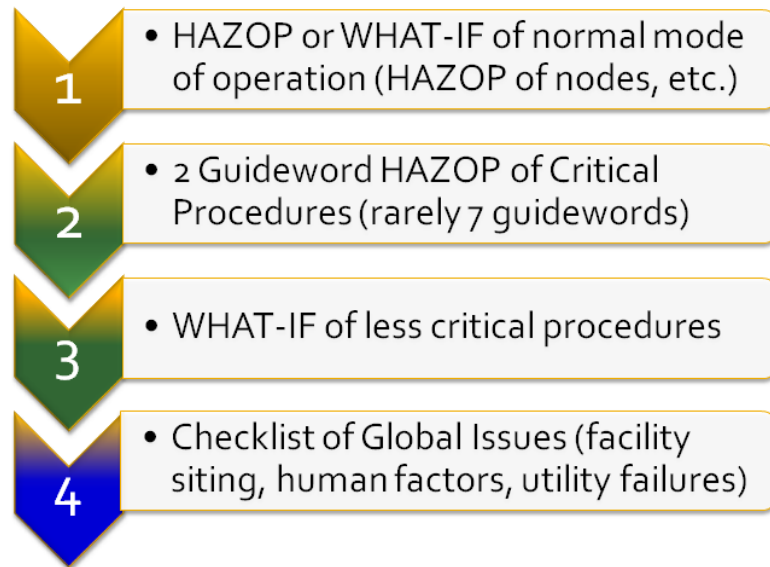 1
• HAZOP or WHAT-IF of normal mode
of operation (HAZOP of nodes, etc.)
2
• 2 Guideword HAZOP of Critical
Procedures (rarely 7 guidewords)
3
• WHAT-IF of less critical procedures
4
• Checklist of Global Issues (facility
siting, human factors, utility failures)